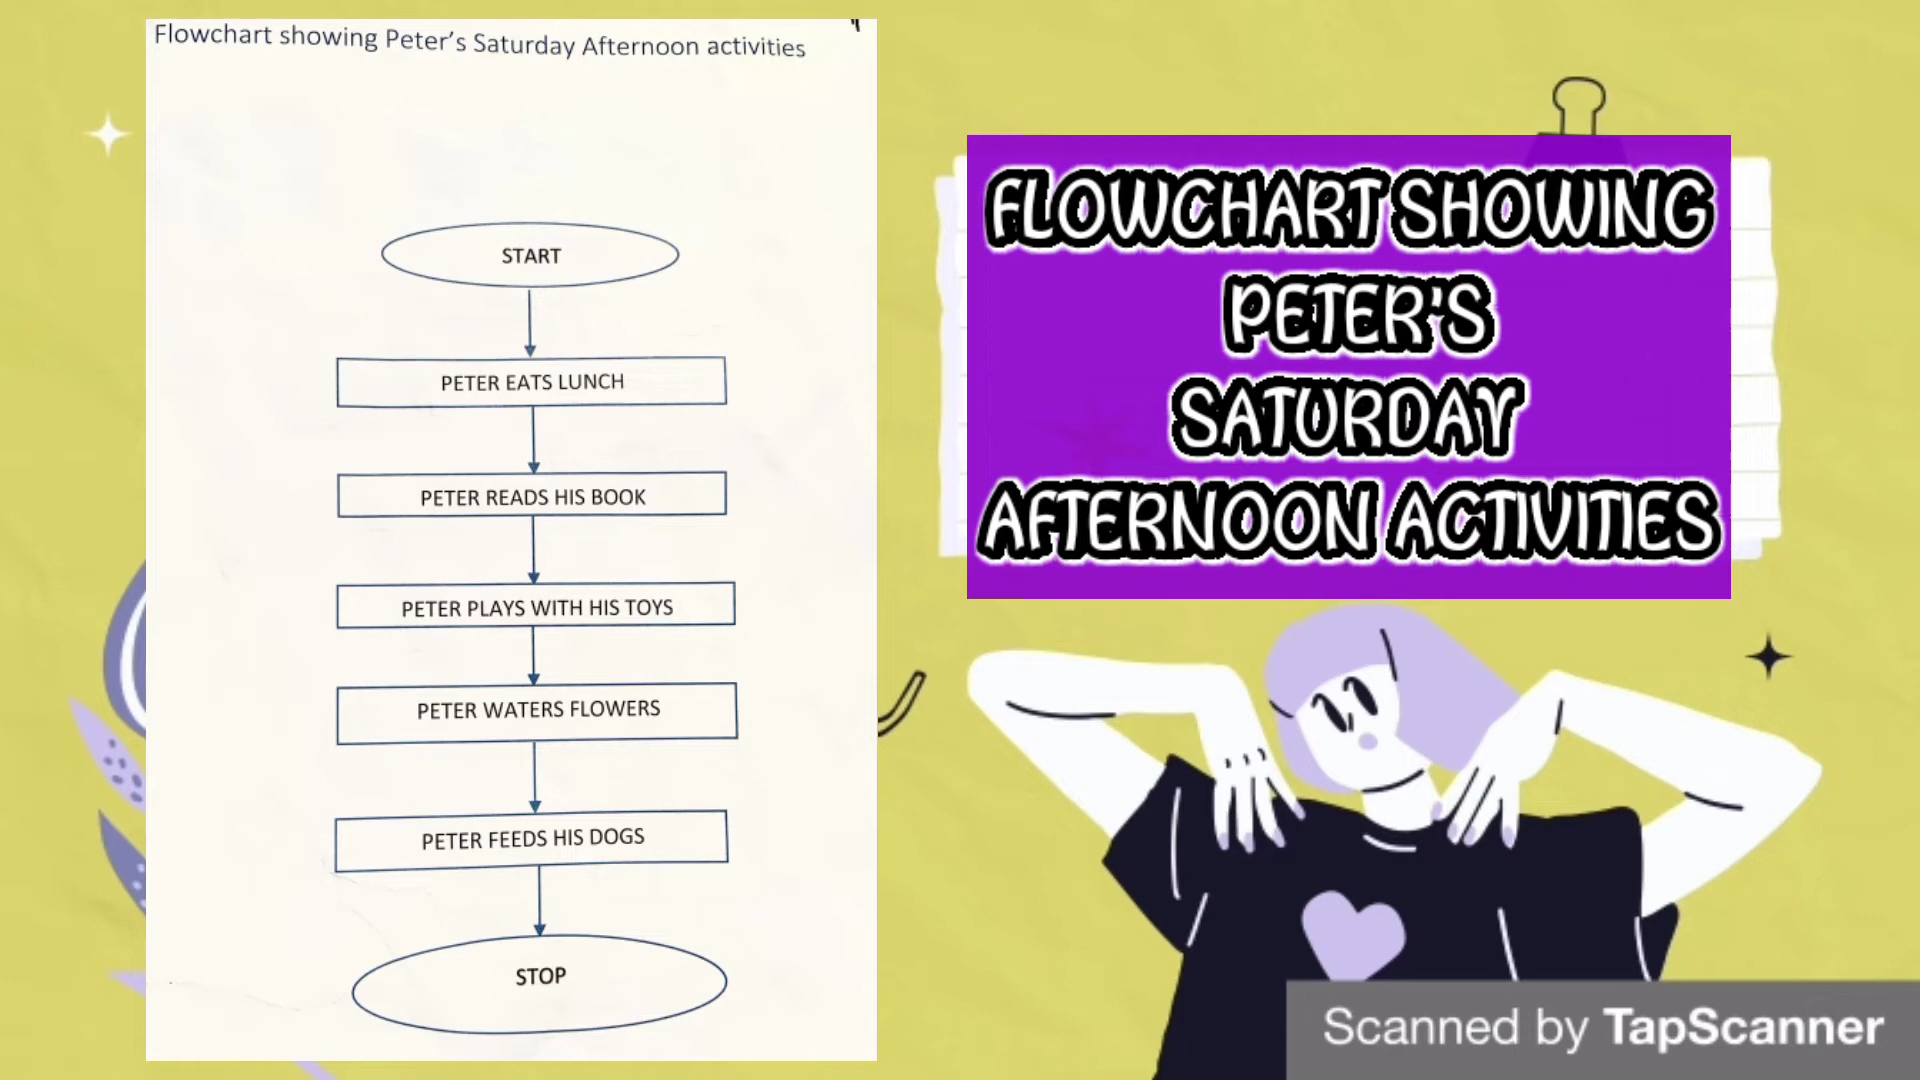 Flowchart showing Peter's Saturday Afternoon activities
START
PETER EATS LUNCH
PETER READS HIS BOOK
PETER PLAYS WITH HIS TOYS
PETER WATERS FLOWERS
PETER FEEDS HIS DOGS
STOP
FLOWCHART SHOWING
PETER'S
SATURDAY
AFTERNOON ACTIVITIES
Scanned by TapScanner